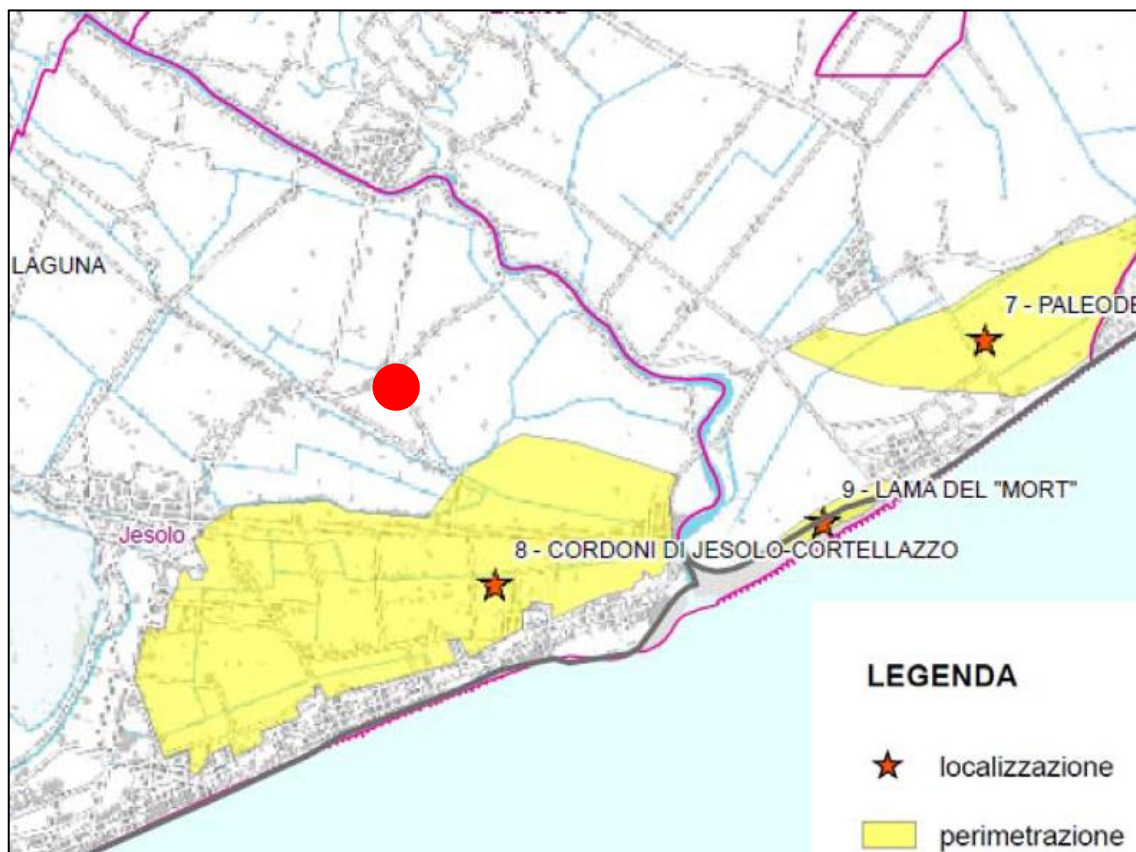 LAGUNA
7 - PALEODE
9 - LAMA DEL "MORT"
Jesolo
8 - CORDONI DI JESOLO-CORTELLAZZO
LEGENDA
localizzazione
perimetrazione